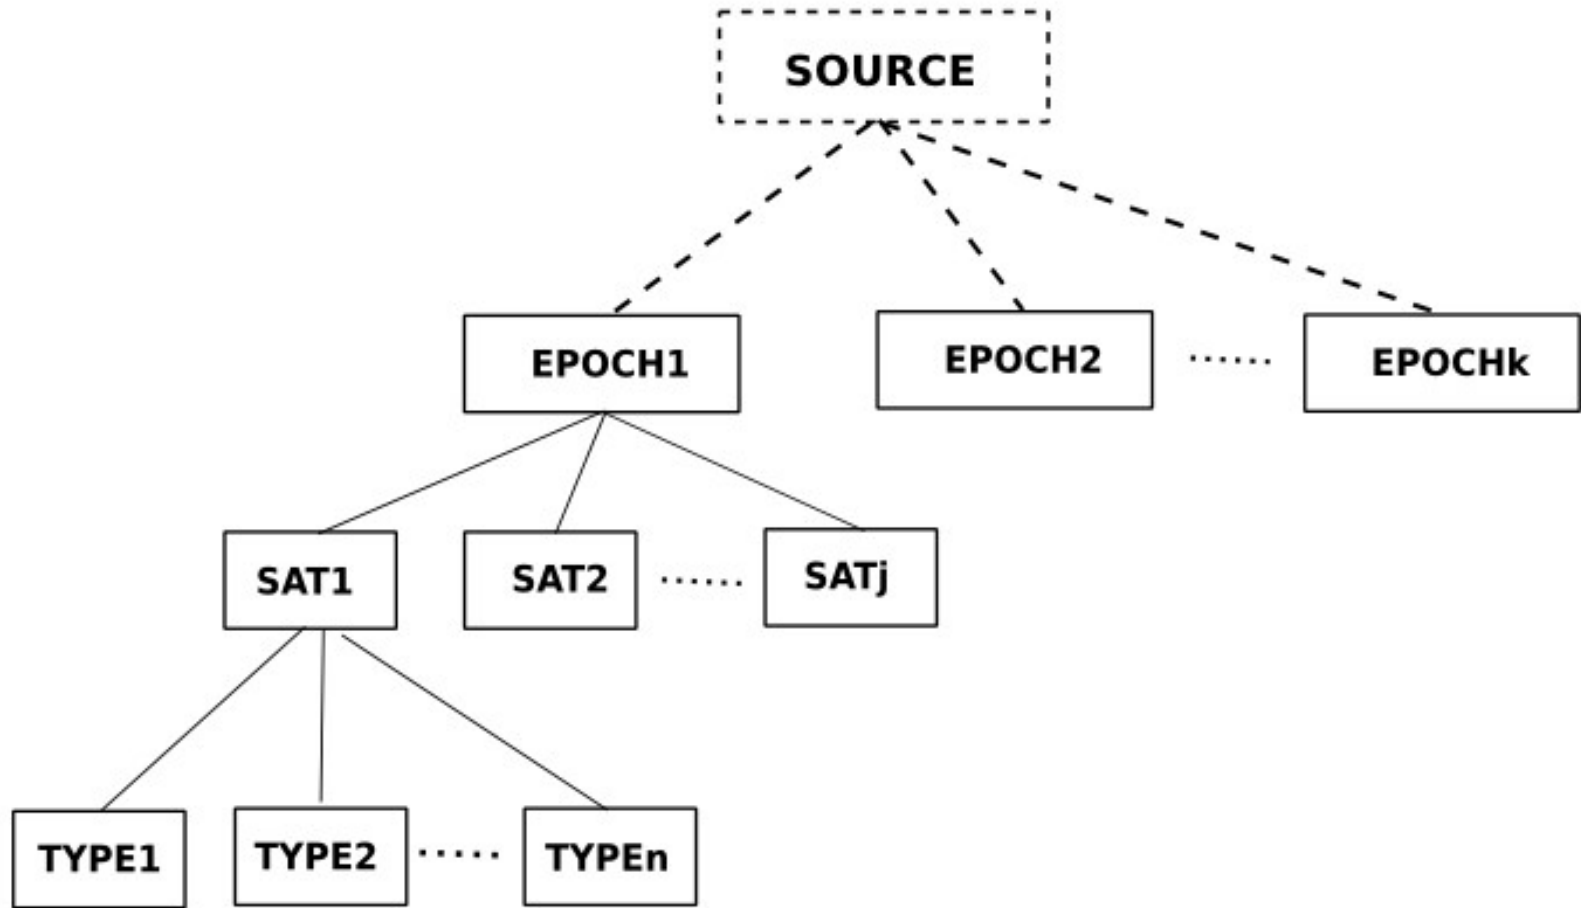 SOURCE
EPOCH1
EPOCH2
......
EPOCHk
SAT1
SAT2
......
SATj
TYPE1
TYPE2
.....
TYPEn